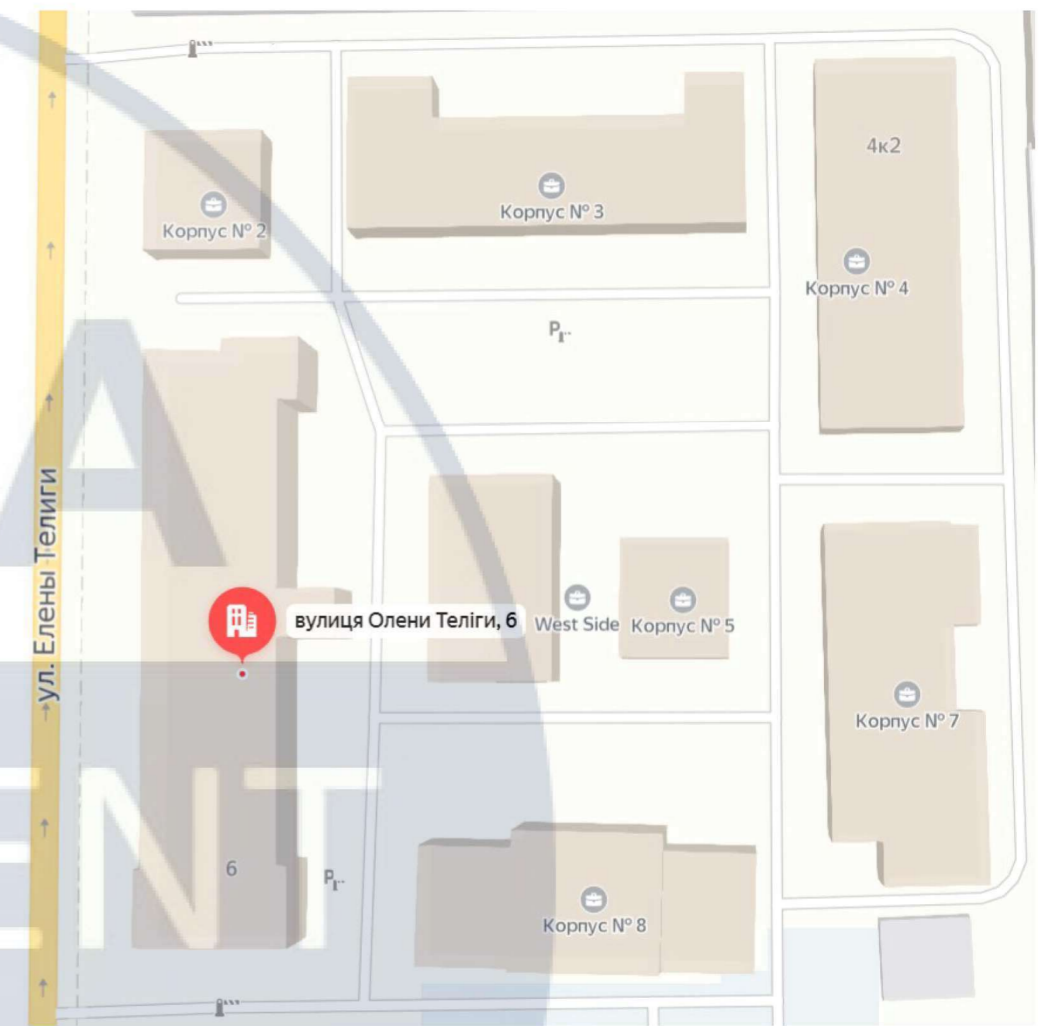 4к2
Корпус № 2
Корпус № 3
Корпус № 4
P
ул. Елены Телиги
вулиця Олени Теліги, 6
West Side
Корпус № 5
Корпус № 7
6
P
Корпус № 8
A
ENT